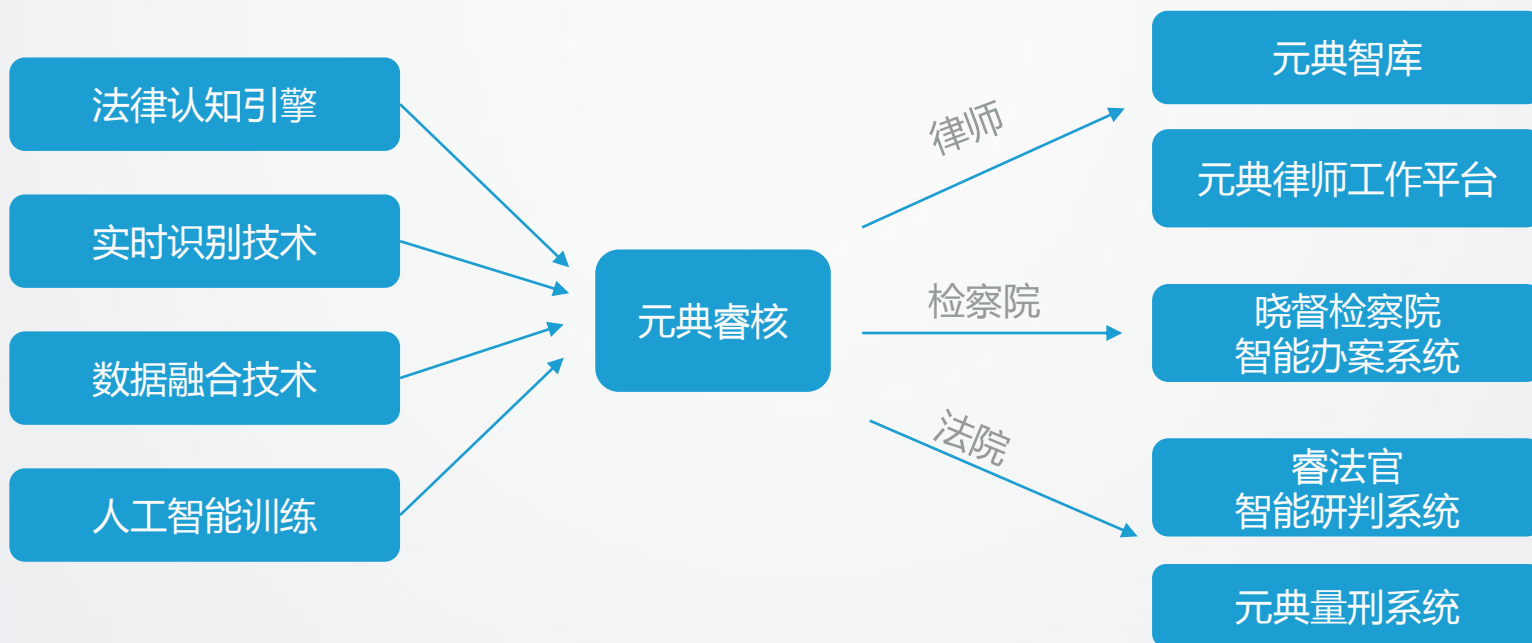 法律认知引擎
实时识别技术
数据融合技术
人工智能训练
元典睿核
律师
检察院
法院
元典智库
元典律师工作平台
晓督检察院
智能办案系统
睿法官
智能研判系统
元典量刑系统